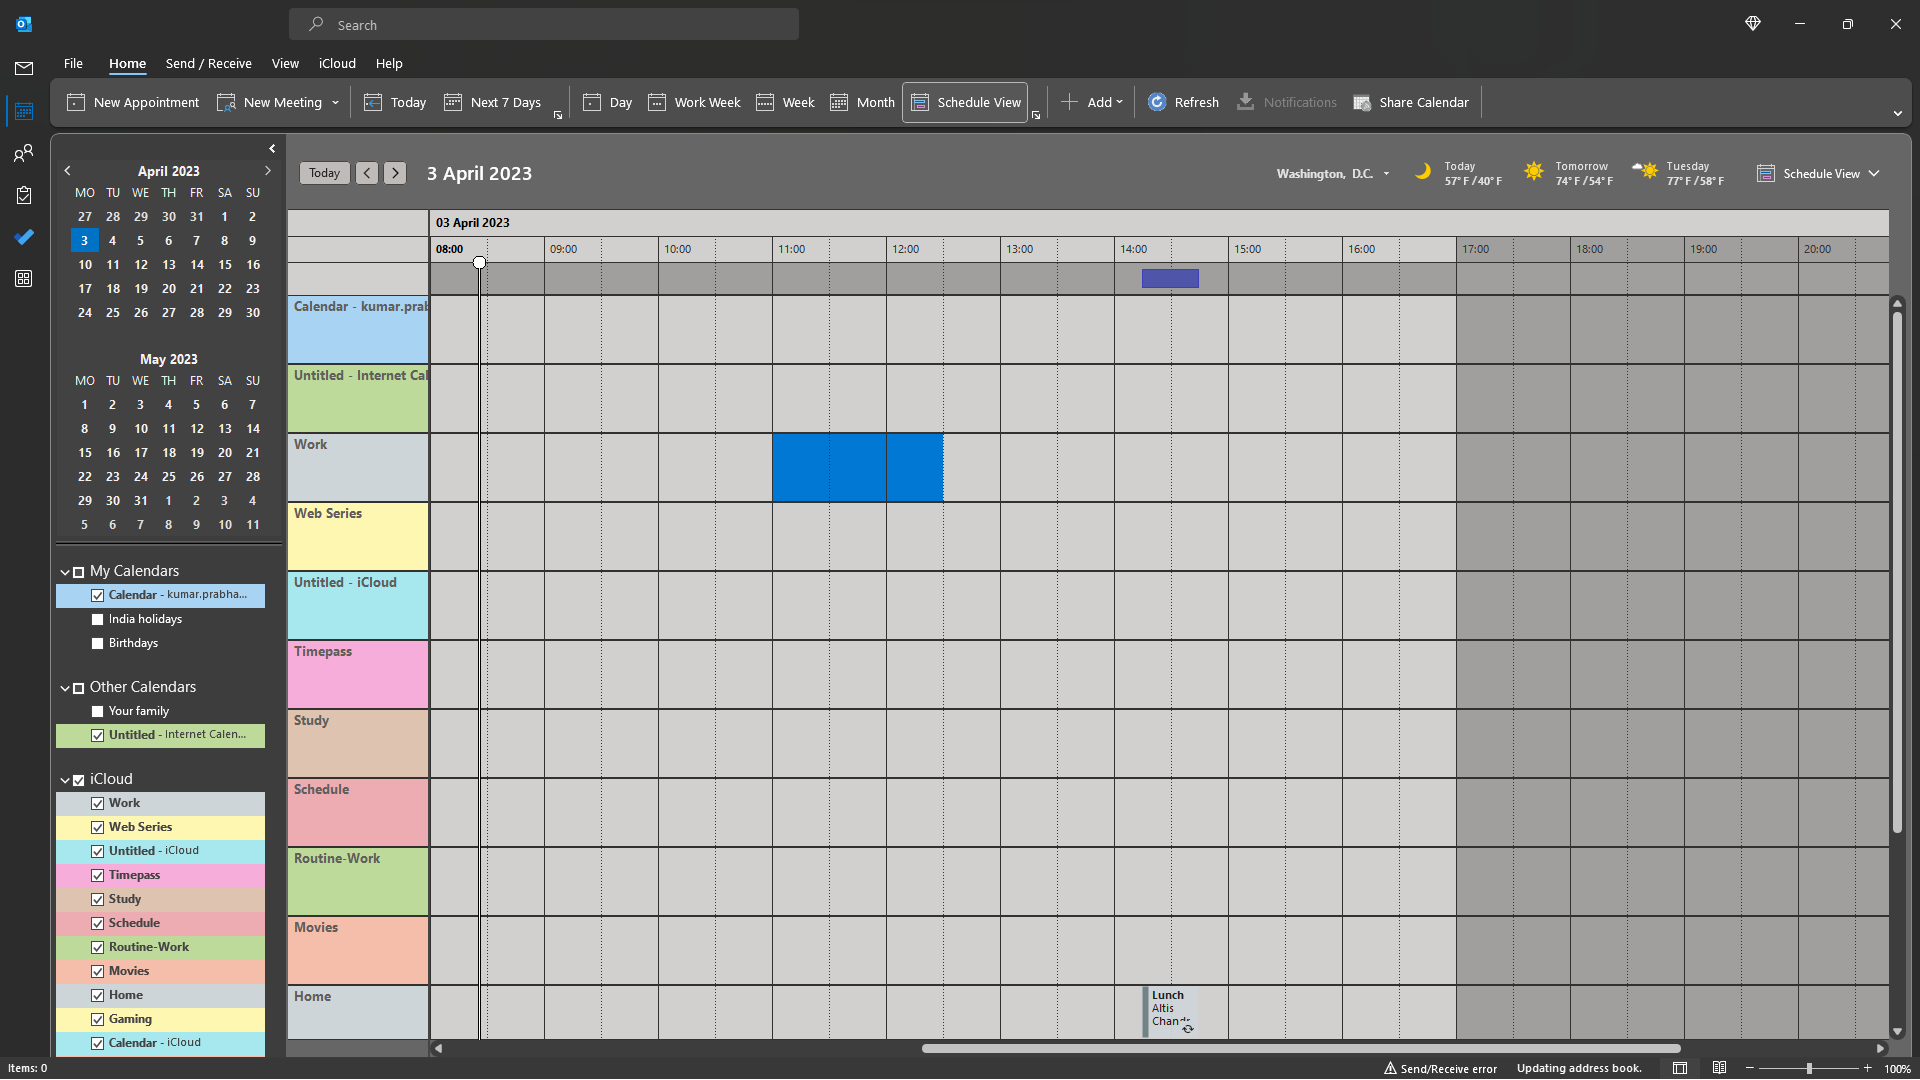 Search
File Home Send / Receive View iCloud Help
New Appointment New Meeting Today Next 7 Days Day Work Week Week Month Schedule View Add Refresh Notifications Share Calendar
April 2023
MO TU WE TH FR SA SU
27 28 29 30 31 1 2
3 4 5 6 7 8 9
10 11 12 13 14 15 16
17 18 19 20 21 22 23
24 25 26 27 28 29 30
May 2023
MO TU WE TH FR SA SU
1 2 3 4 5 6 7
8 9 10 11 12 13 14
15 16 17 18 19 20 21
22 23 24 25 26 27 28
29 30 31 1 2 3 4
5 6 7 8 9 10 11
My Calendars
Calendar - kumar.prabha...
India holidays
Birthdays
Other Calendars
Your family
Untitled - Internet Calen...
iCloud
Work
Web Series
Untitled - iCloud
Timepass
Study
Schedule
Routine-Work
Movies
Home
Gaming
Calendar - iCloud
Today 3 April 2023
Washington, D.C.
Today
57° F / 40° F
Tomorrow
74° F / 54° F
Tuesday
77° F / 58° F
Schedule View
03 April 2023
08:00 09:00 10:00 11:00 12:00 13:00 14:00 15:00 16:00 17:00 18:00 19:00 20:00
Calendar - kumar.prab
Untitled - Internet Cal
Work
Web Series
Untitled - iCloud
Timepass
Study
Schedule
Routine-Work
Movies
Home
Lunch
Altis
Items: 0
Send/Receive error Updating address book. 100%